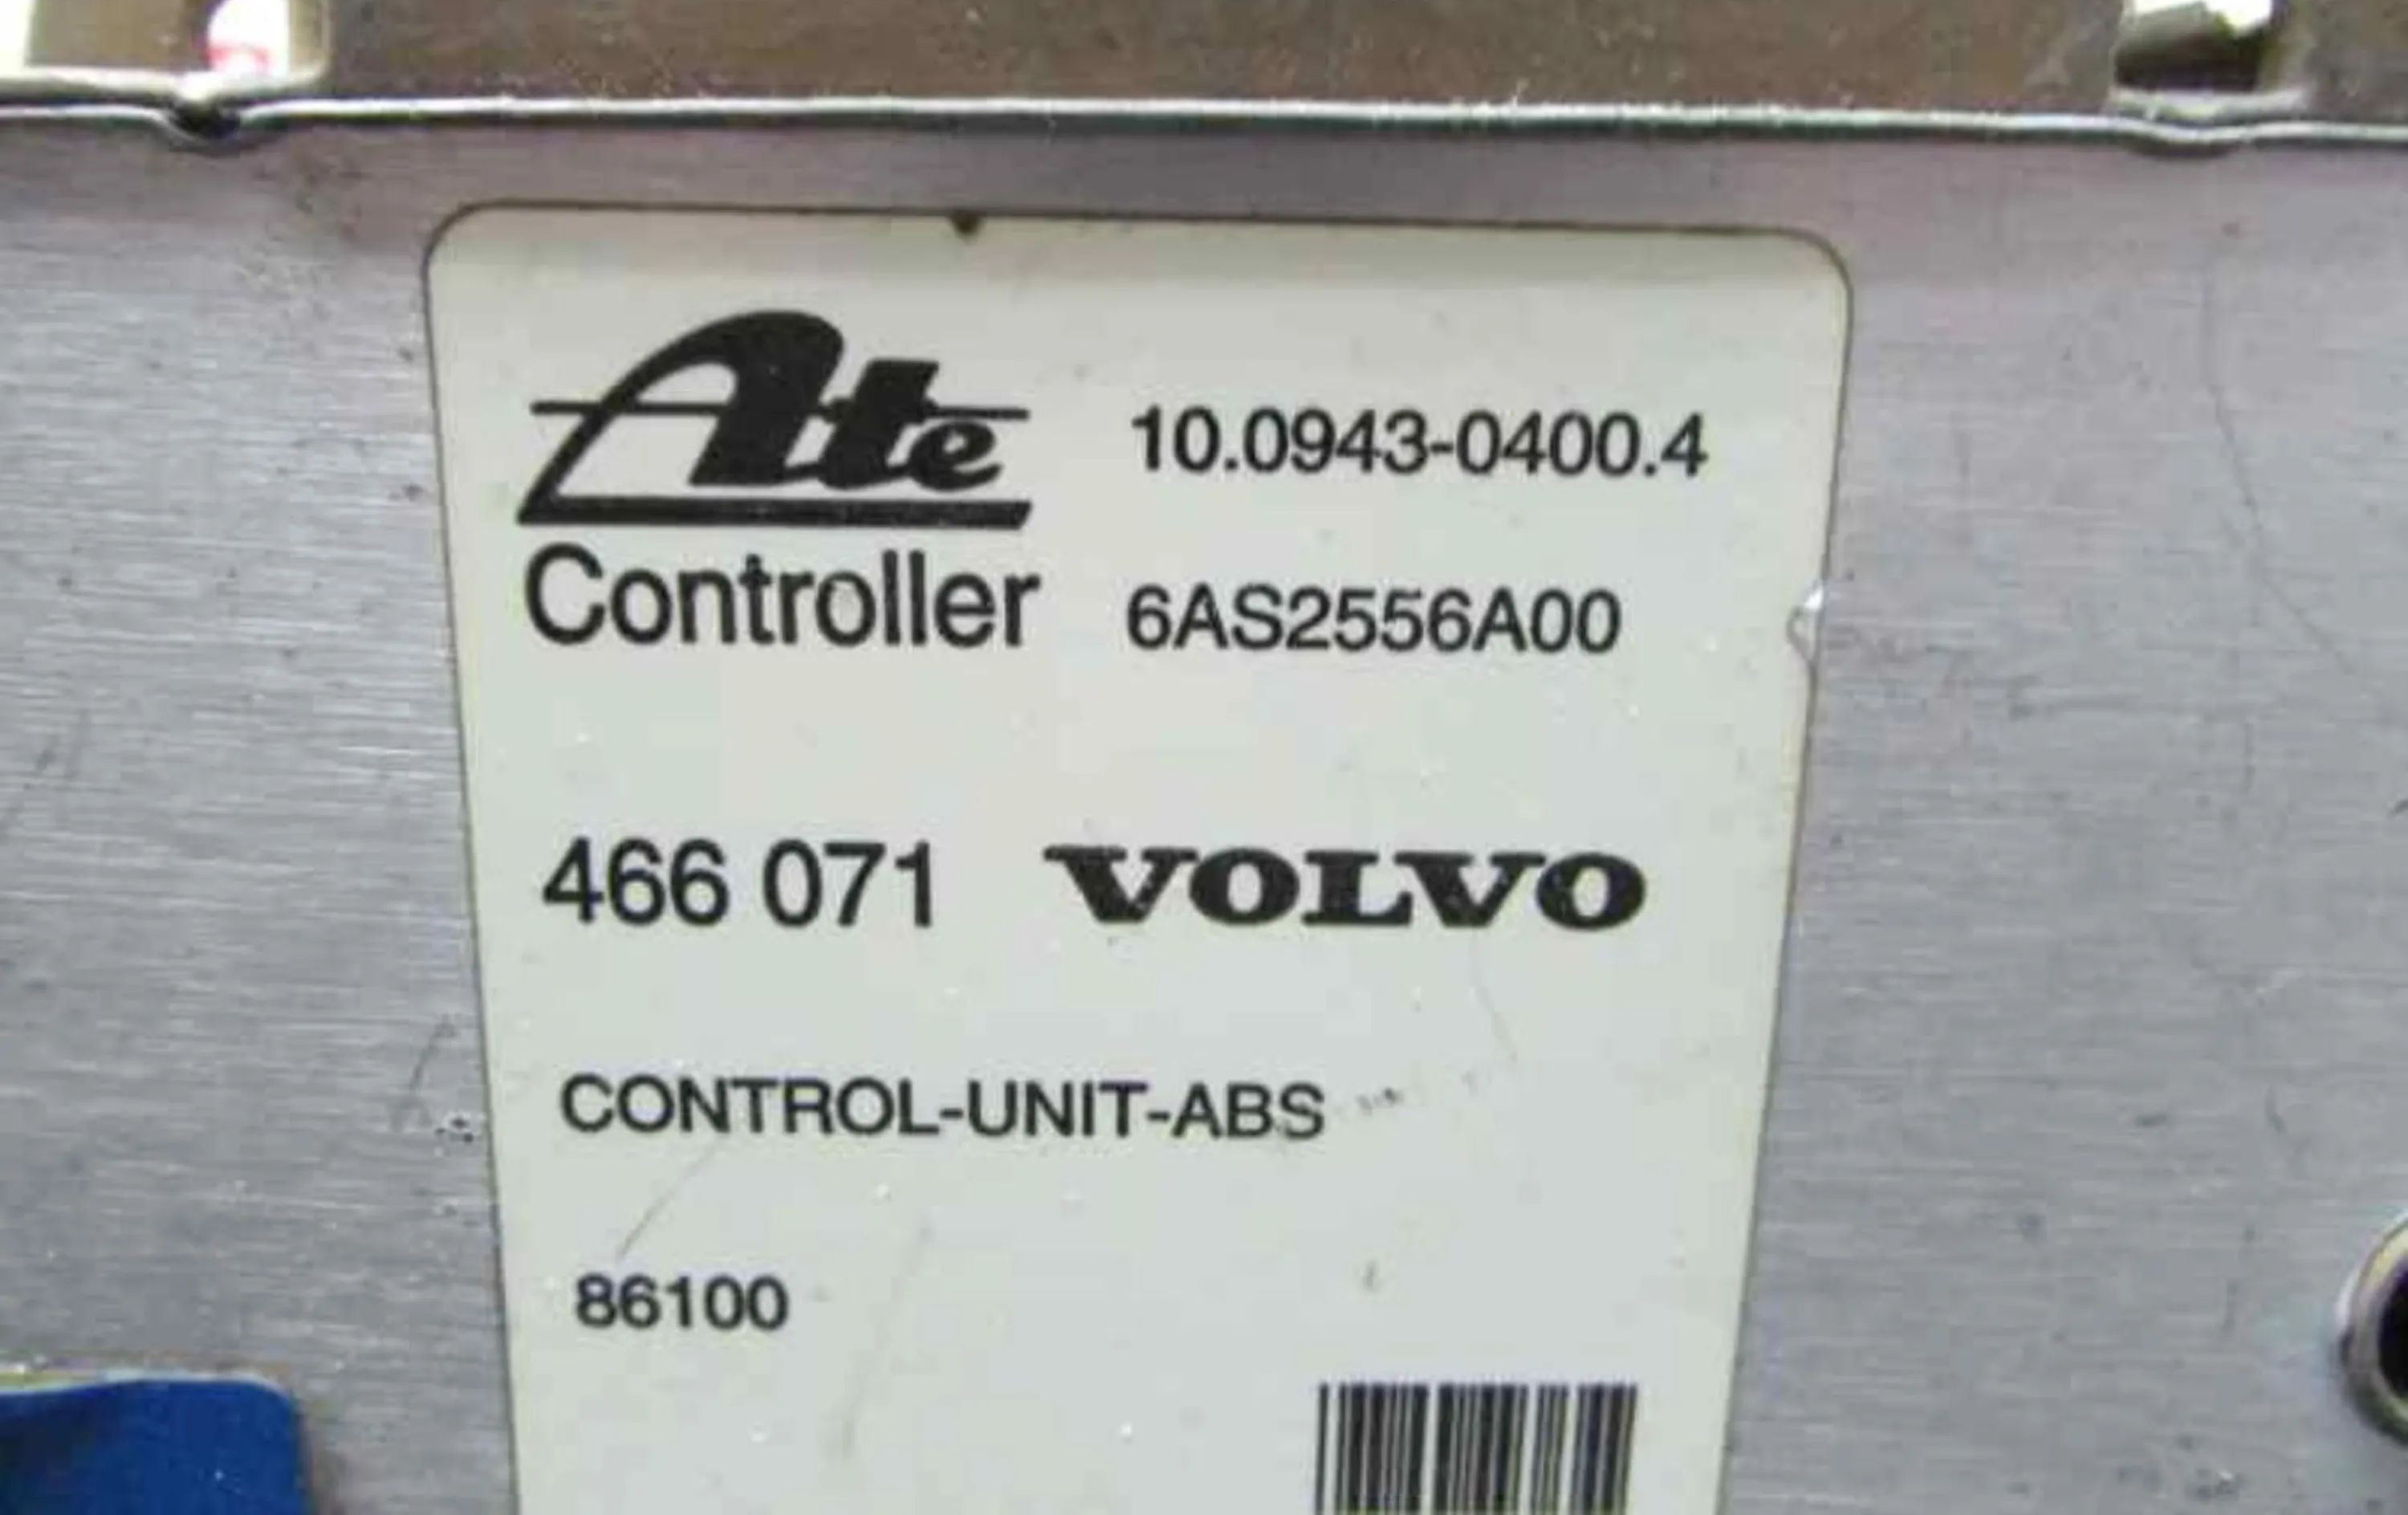 Ate 10.0943-0400.4
Controller 6AS2556A00
466 071 VOLVO
CONTROL-UNIT-ABS
86100